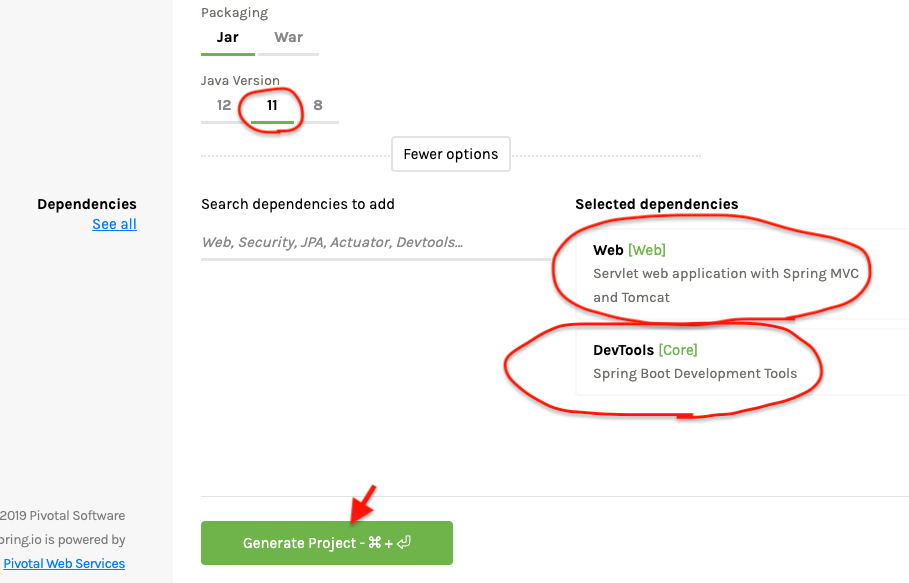 Packaging
Jar War
Java Version
12 11 8
Fewer options
Dependencies
See all
Search dependencies to add
Web, Security, JPA, Actuator, Devtools...
Selected dependencies
Web [Web]
Servlet web application with Spring MVC
and Tomcat
DevTools [Core]
Spring Boot Development Tools
2019 Pivotal Software
pring.io is powered by
Pivotal Web Services
Generate Project - ⌘ + ⏎